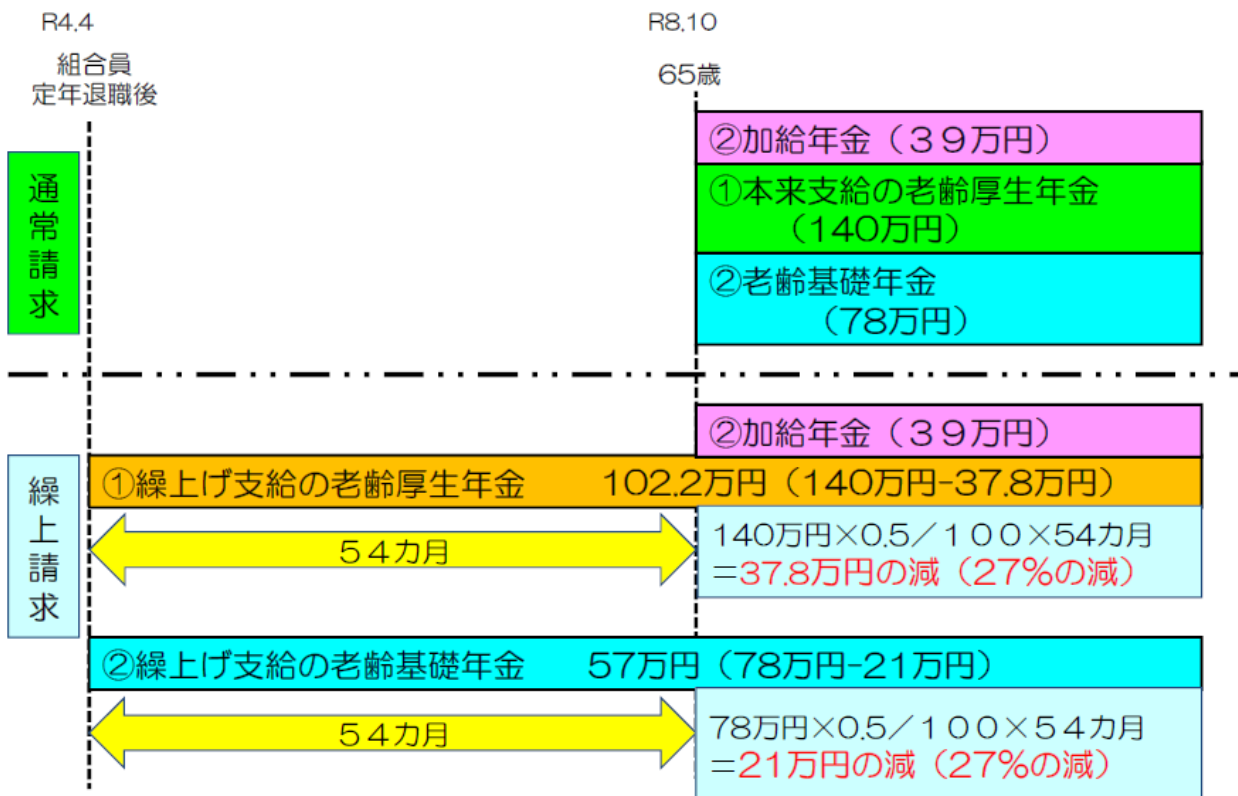 R4.4
組合員
定年退職後
R8.10
65歳
通常請求
②加給年金（３９万円）
①本来支給の老齢厚生年金
（140万円）
②老齢基礎年金
（78万円）
繰上請求
②加給年金（３９万円）
①繰上げ支給の老齢厚生年金　102.2万円（140万円-37.8万円）
５４カ月
140万円×0.5／１００×54カ月
＝37.8万円の減（27%の減）
②繰上げ支給の老齢基礎年金　57万円（78万円-21万円）
５４カ月
78万円×0.5／１００×５４カ月
＝21万円の減（27%の減）